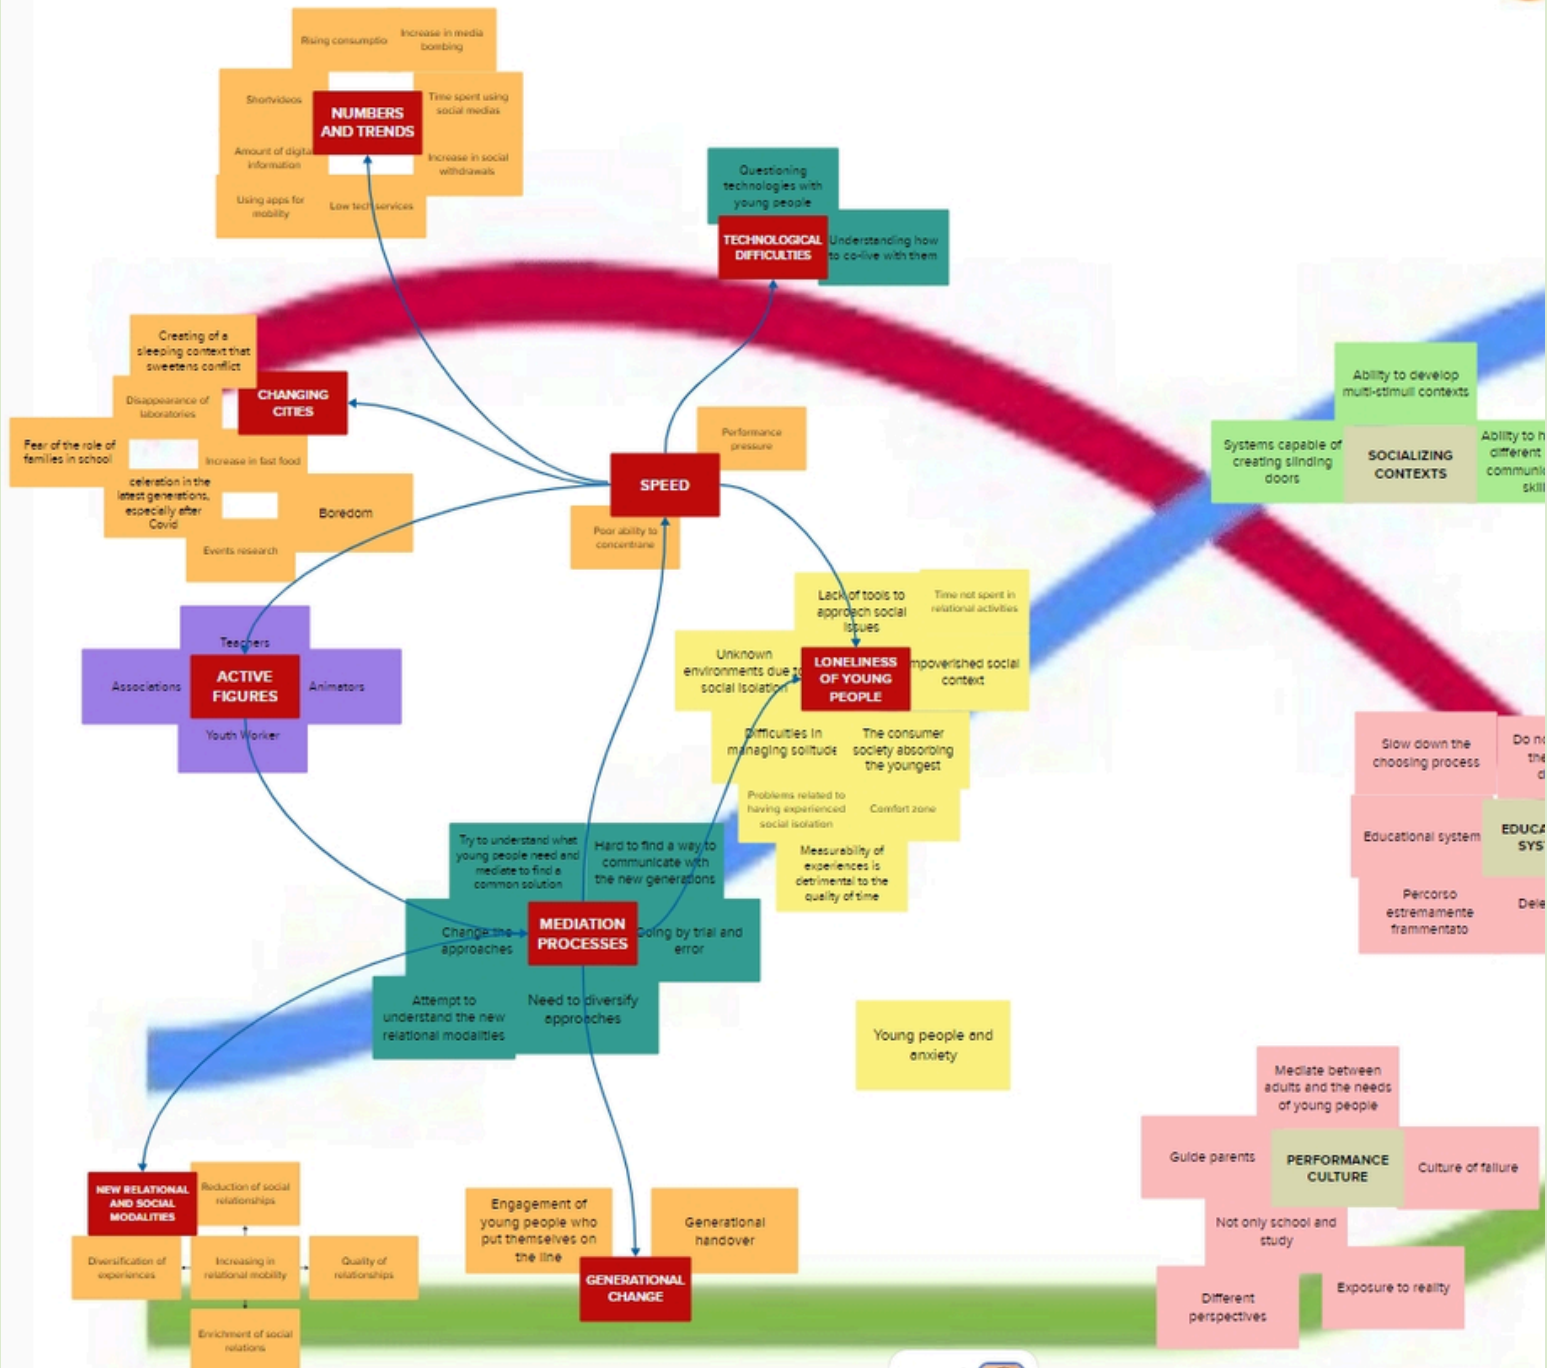 Rising consumptio
Increase in media
bombing
Shortvideos
NUMBERS
AND TRENDS
Time spent using
social medias
Amount of digita
information
Increase in social
withdrawals
Using apps for
mobility
Low tech services
Questioning
technologies with
young people
TECHNOLOGICAL
DIFFICULTIES
Understanding how
to co-live with them
Creating of a
sleeping context that
sweetens conflict
CHANGING
CITIES
Disappearance of
laboratories
Fear of the role of
families in school
Increase in fast food
celeration in the
latest generations,
especially after
Covid
Boredom
Events research
Performance
pressure
SPEED
Poor ability to
concentrane
Ability to develop
multi-stimuli contexts
Systems capable of
creating slinding
doors
SOCIALIZING
CONTEXTS
Ability to h
different
communi
skil
Teachers
Associations
ACTIVE
FIGURES
Animators
Youth Worker
Lack of tools to
approach social
issues
Time not spent in
relational activities
Unknown
environments due to
social isolation
LONELINESS
OF YOUNG
PEOPLE
mpoverished social
context
Difficulties in
managing solitude
The consumer
society absorbing
the youngest
Problems related to
having experienced
social isolation
Comfort zone
Measurability of
experiences is
detrimental to the
quality of time
Slow down the
choosing process
Do no
the
d
Educational system
EDUCA
SYS
Percorso
estremamente
frammentato
Dele
Try to understand what
young people need and
mediate to find a
common solution
Hard to find a way to
communicate with
the new generations
Change the
approaches
MEDIATION
PROCESSES
Going by trial and
error
Attempt to
understand the new
relational modalities
Need to diversify
approaches
Young people and
anxiety
Mediate between
adults and the needs
of young people
Guide parents
PERFORMANCE
CULTURE
Culture of failure
Not only school and
study
Different
perspectives
Exposure to reality
NEW RELATIONAL
AND SOCIAL
MODALITIES
Reduction of social
relationships
Diversification of
experiences
Increasing in
relational mobility
Quality of
relationships
Enrichment of social
relations
Engagement of
young people who
put themselves on
the line
Generational
handover
GENERATIONAL
CHANGE